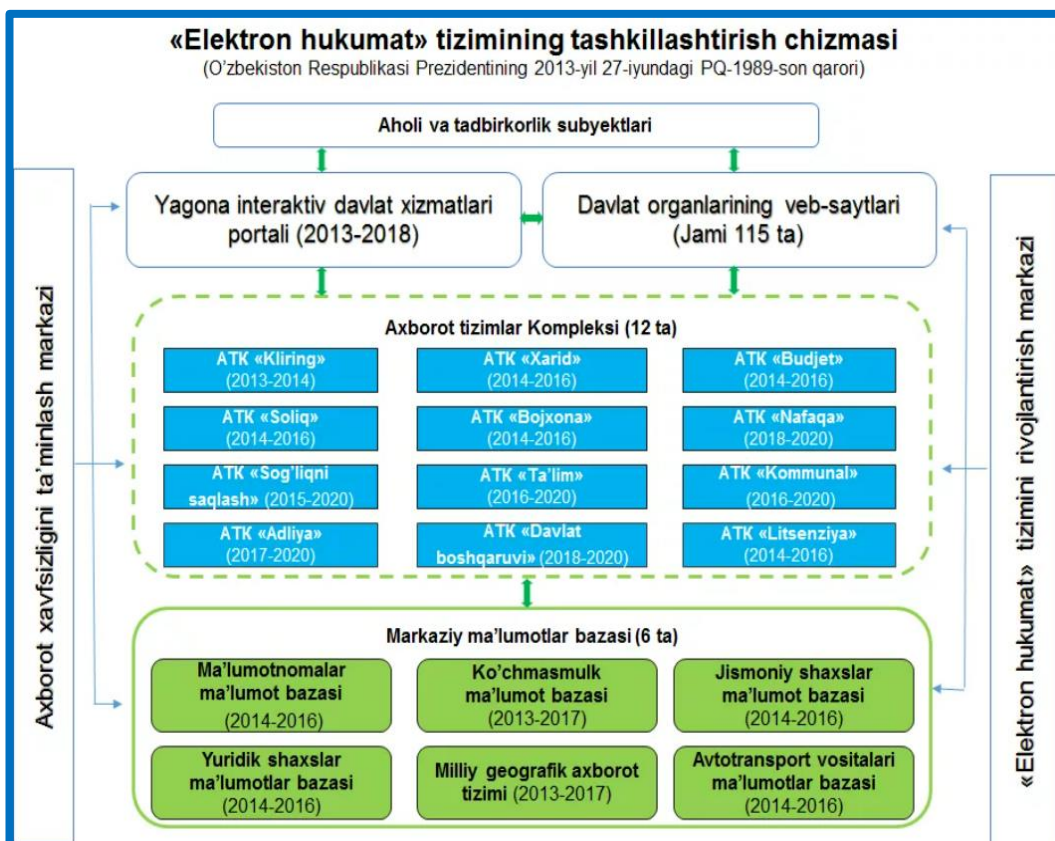 «Elektron hukumat» tizimining tashkillashtirish chizmasi
(O'zbekiston Respublikasi Prezidentining 2013-yil 27-iyundagi PQ-1989-son qarori)
Aholi va tadbirkorlik subyektlari
Axborot xavfsizligini ta'minlash markazi
Yagona interaktiv davlat xizmatlari
portali (2013-2018)
Davlat organlarining veb-saytlari
(Jami 115 ta)
«Elektron hukumat» tizimini rivojlantirish markazi
Axborot tizimlar Kompleksi (12 ta)
ATK «Kliring»
(2013-2014)
ATK «Xarid»
(2014-2016)
ATK «Budjet»
(2014-2016)
ATK «Soliq»
(2014-2016)
ATK «Bojxona»
(2014-2016)
ATK «Nafaqa»
(2018-2020)
ATK «Sog'liqni
saqlash» (2015-2020)
ATK «Ta'lim»
(2016-2020)
ATK «Kommunal»
(2016-2020)
ATK «Adliya»
(2017-2020)
ATK «Davlat
boshqaruvi» (2018-2020)
ATK «Litsenziya»
(2014-2016)
Markaziy ma'lumotlar bazasi (6 ta)
Ma'lumotnomalar
ma'lumot bazasi
(2014-2016)
Ko'chmasmulk
ma'lumot bazasi
(2013-2017)
Jismoniy shaxslar
ma'lumot bazasi
(2014-2016)
Yuridik shaxslar
ma'lumotlar bazasi
(2014-2016)
Milliy geografik axborot
tizimi (2013-2017)
Avtotransport vositalari
ma'lumotlar bazasi
(2014-2016)